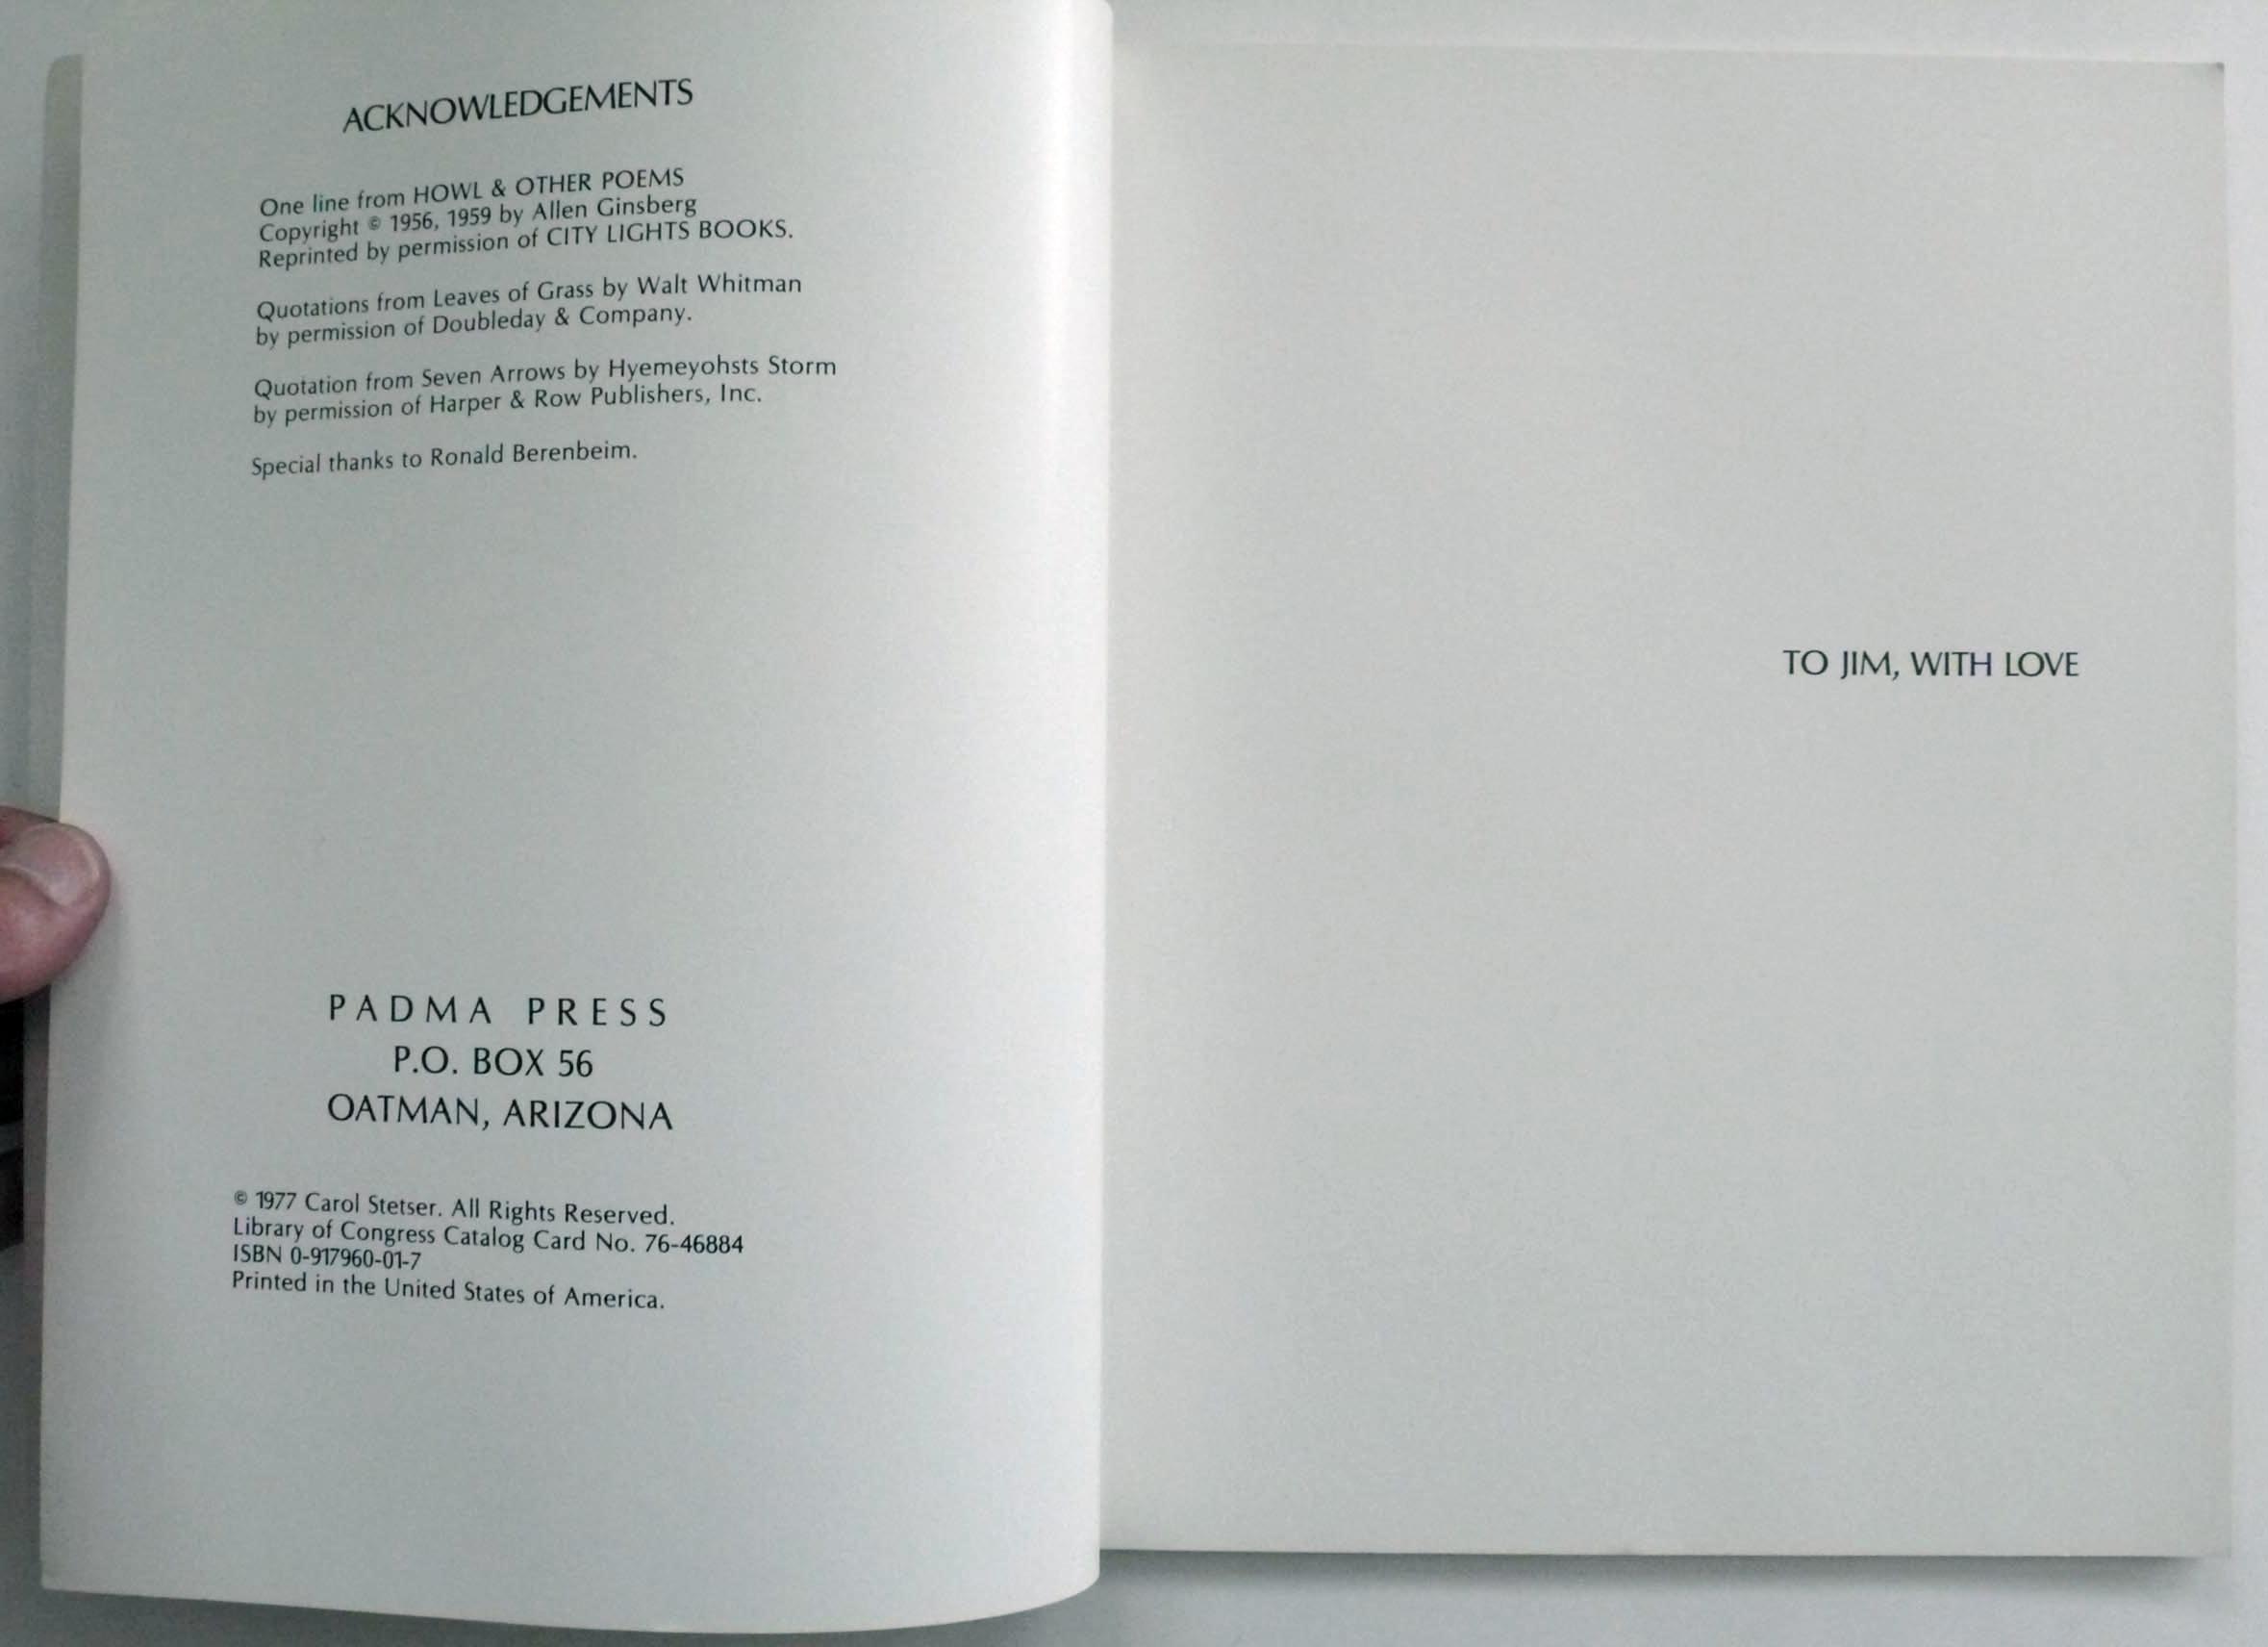 ACKNOWLEDGEMENTS
One line from HOWL & OTHER POEMS
Copyright © 1956, 1959 by Allen Ginsberg
Reprinted by permission of CITY LIGHTS BOOKS.
Quotations from Leaves of Grass by Walt Whitman
by permission of Doubleday & Company.
Quotation from Seven Arrows by Hyemeyohsts Storm
by permission of Harper & Row Publishers, Inc.
Special thanks to Ronald Berenbeim.
PADMA PRESS
P.O. BOX 56
OATMAN, ARIZONA
© 1977 Carol Stetser. All Rights Reserved.
Library of Congress Catalog Card No. 76-46884
ISBN 0-917960-01-7
Printed in the United States of America.
TO JIM, WITH LOVE